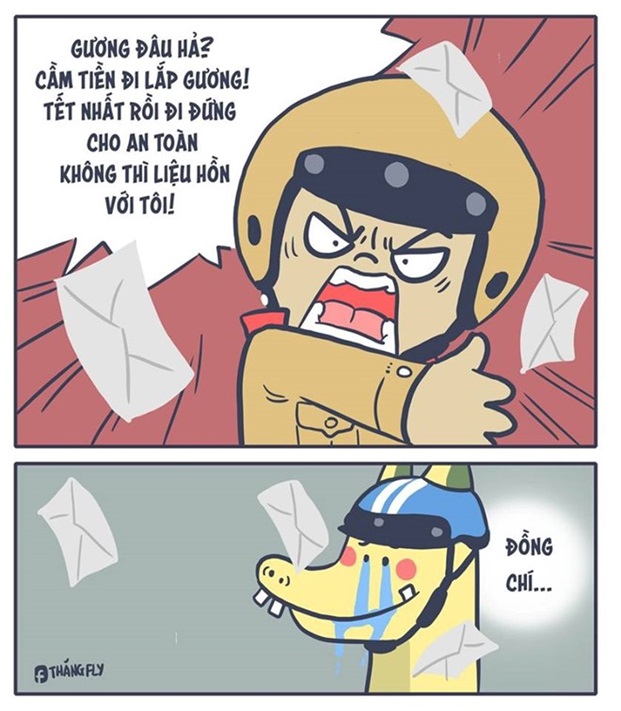 GƯƠNG ĐÂU HẢ?
CẦM TIỀN ĐI LẮP GƯƠNG!
TẾT NHẤT RỒI ĐI ĐỨNG
CHO AN TOÀN
KHÔNG THÌ LIỆU HỒN
VỚI TÔI!
ĐỒNG
CHÍ...
THĂNG FLY